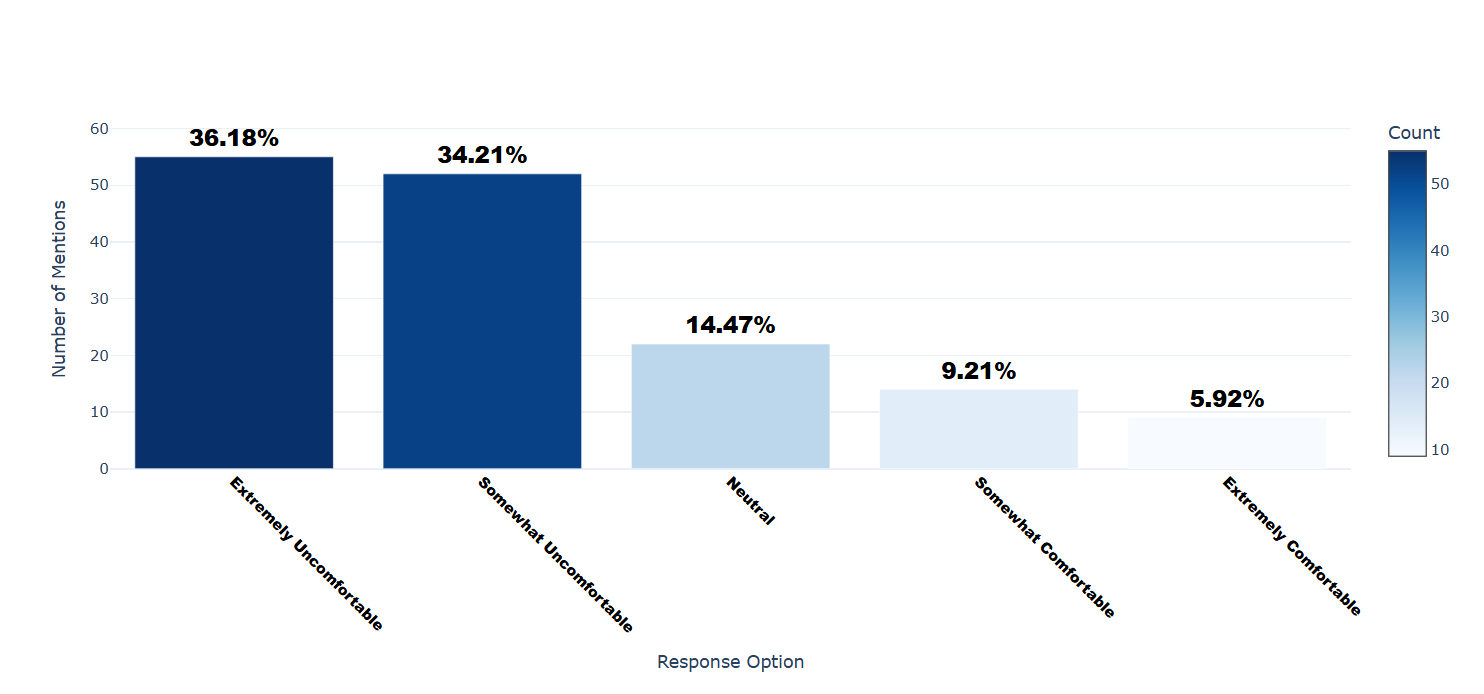 Number of Mentions
60
50
40
30
20
10
0
36.18%
34.21%
14.47%
9.21%
5.92%
Extremely Uncomfortable
Somewhat Uncomfortable
Neutral
Somewhat Comfortable
Extremely Comfortable
Response Option
Count
50
40
30
20
10